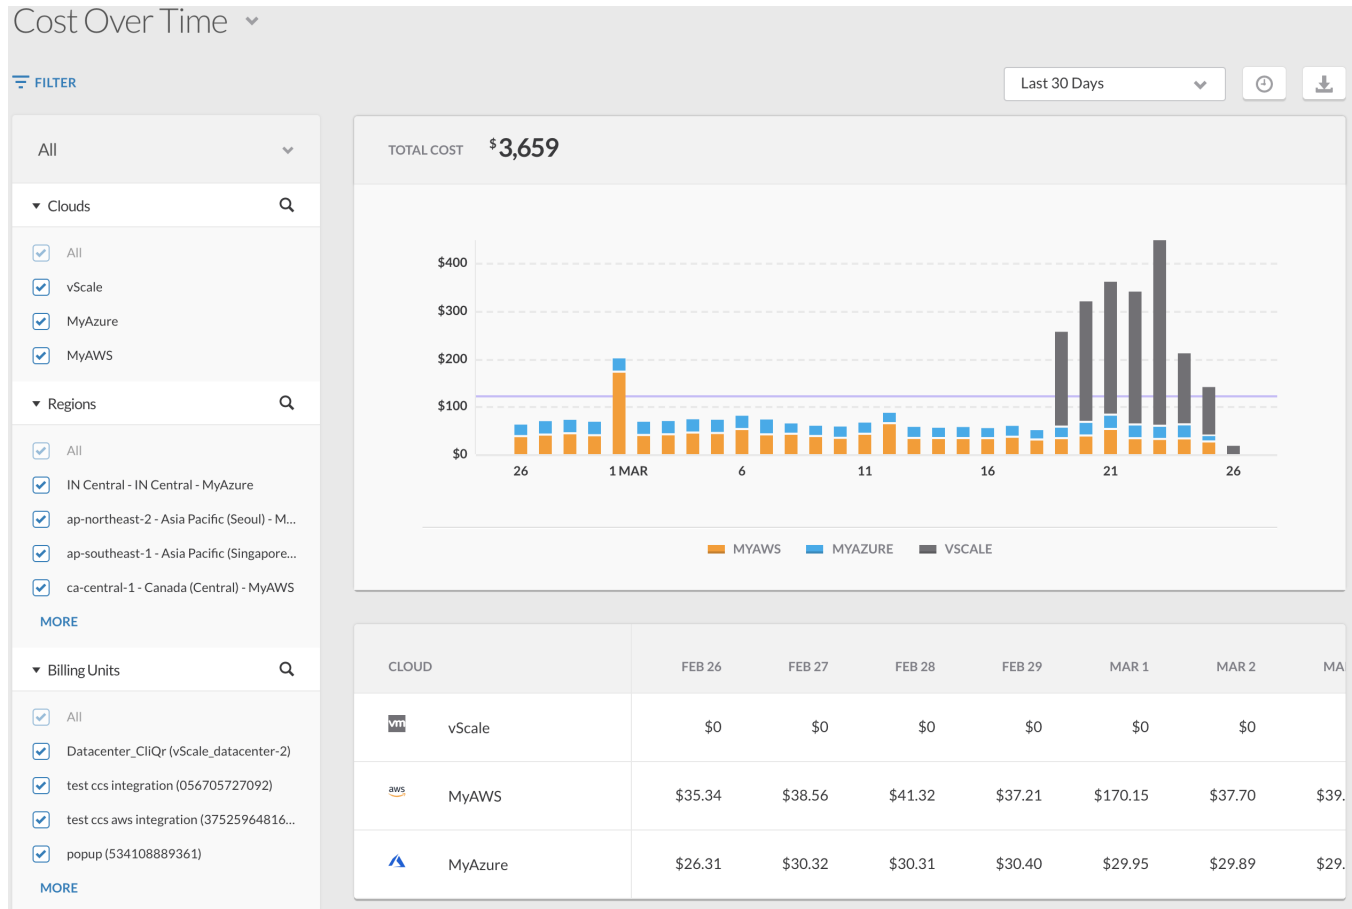 Cost Over Time
FILTER
Last 30 Days
All
TOTAL COST $3,659
Clouds
All
vScale
MyAzure
MyAWS
Regions
All
IN Central - IN Central - MyAzure
ap-northeast-2 - Asia Pacific (Seoul) - M...
ap-southeast-1 - Asia Pacific (Singapore...
ca-central-1 - Canada (Central) - MyAWS
MORE
Billing Units
All
Datacenter_CliQr (vScale_datacenter-2)
test ccs integration (056705727092)
test ccs aws integration (37525964816...
popup (534108889361)
MORE
$400
$300
$200
$100
$0
26 1 MAR 6 11 16 21 26
MYAWS MYAZURE VSCALE
CLOUD FEB 26 FEB 27 FEB 28 FEB 29 MAR 1 MAR 2 MA
vm vScale $0 $0 $0 $0 $0 $0
aws MyAWS $35.34 $38.56 $41.32 $37.21 $170.15 $37.70 $39.
MyAzure $26.31 $30.32 $30.31 $30.40 $29.95 $29.89 $29.